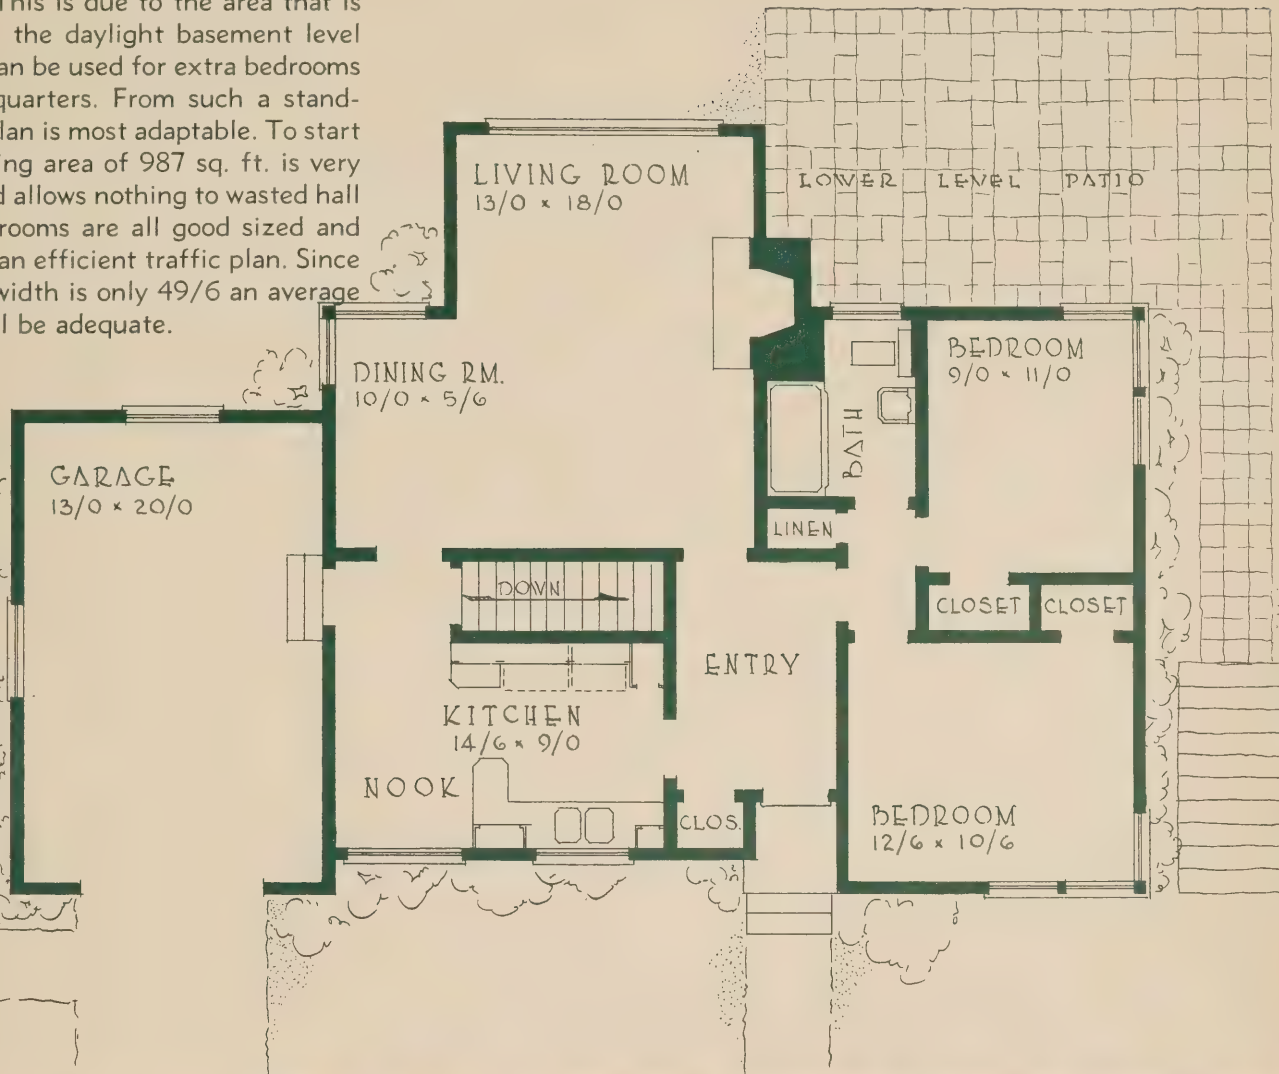 This is due to the area that is
the daylight basement level
an be used for extra bedrooms
quarters. From such a stand-
lan is most adaptable. To start
ing area of 987 sq. ft. is very
d allows nothing to wasted hall
rooms are all good sized and
an efficient traffic plan. Since
width is only 49/6 an average
l be adequate.
LIVING ROOM
13/0 × 18/0
LOWER LEVEL PATIO
DINING RM.
10/0 × 5/6
BEDROOM
9/0 × 11/0
BATH
GARAGE
13/0 × 20/0
LINEN
DOWN
CLOSET
CLOSET
ENTRY
KITCHEN
14/6 × 9/0
NOOK
CLOS.
BEDROOM
12/6 × 10/6